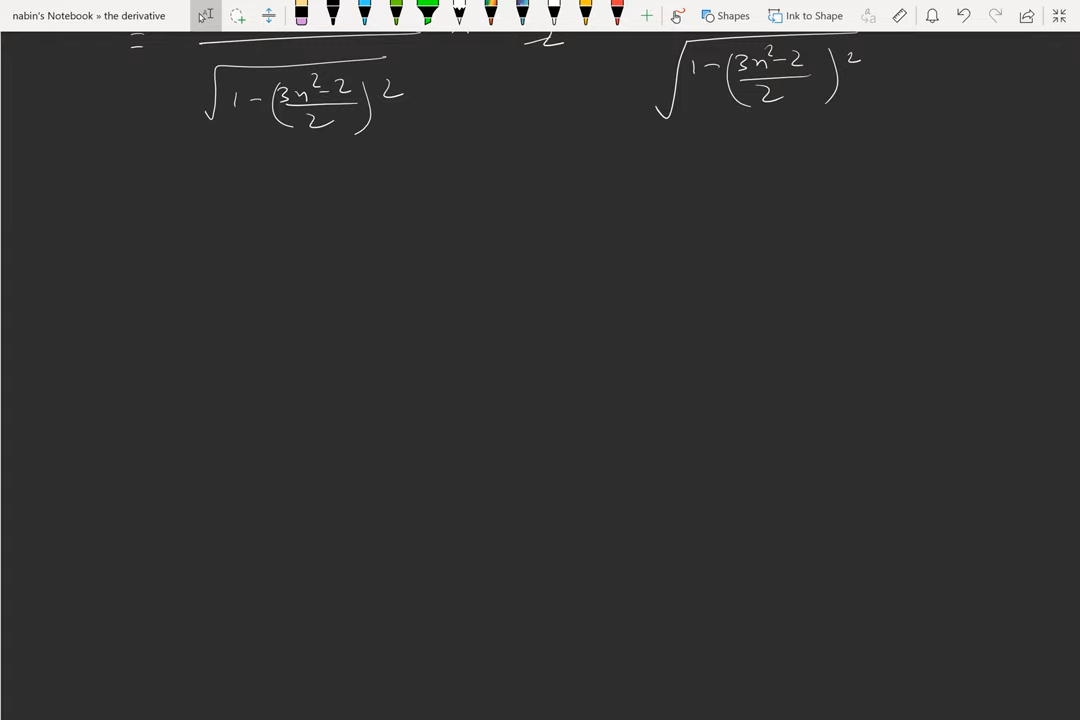 nabin's Notebook » the derivative
Shapes
Ink to Shape
=
√1 - (3x²-2/2)²
√1 - (3x²-2/2)²